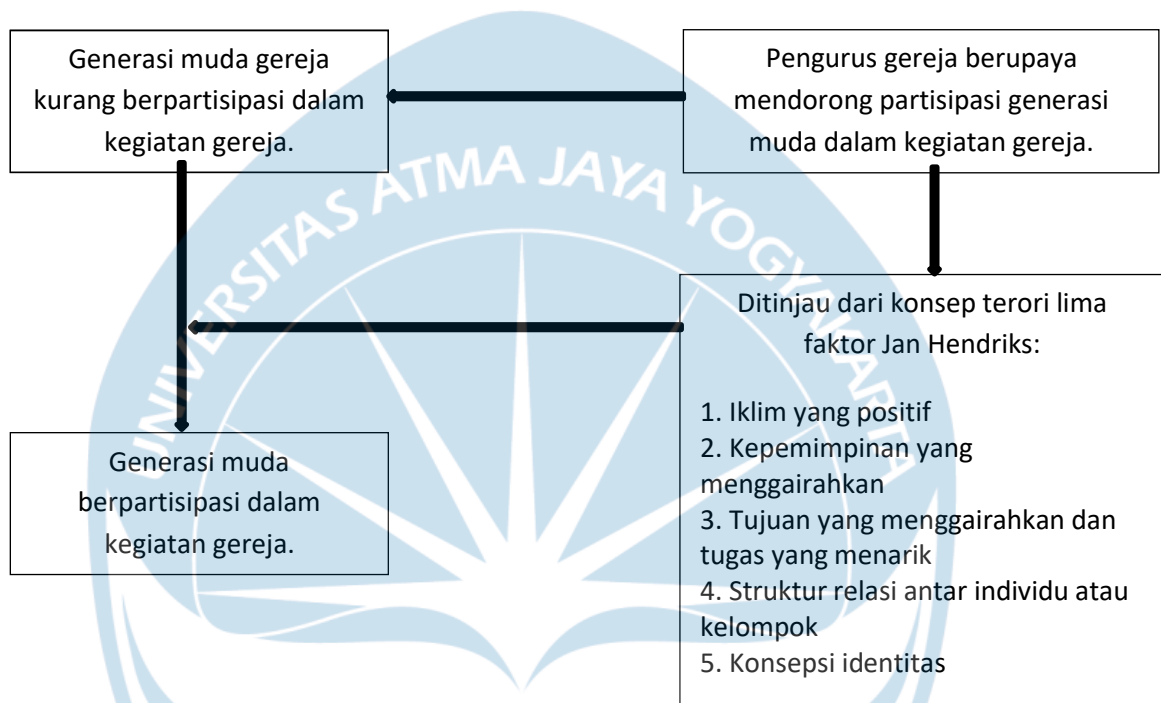 Generasi muda gereja
kurang berpartisipasi dalam
kegiatan gereja.
Pengurus gereja berupaya
mendorong partisipasi generasi
muda dalam kegiatan gereja.
UNIVERSITAS ATMA JAYA YOGYAKARTA
Ditinjau dari konsep terori lima
faktor Jan Hendriks:
1. Iklim yang positif
2. Kepemimpinan yang
menggairahkan
3. Tujuan yang menggairahkan dan
tugas yang menarik
4. Struktur relasi antar individu atau
kelompok
5. Konsepsi identitas
Generasi muda
berpartisipasi dalam
kegiatan gereja.